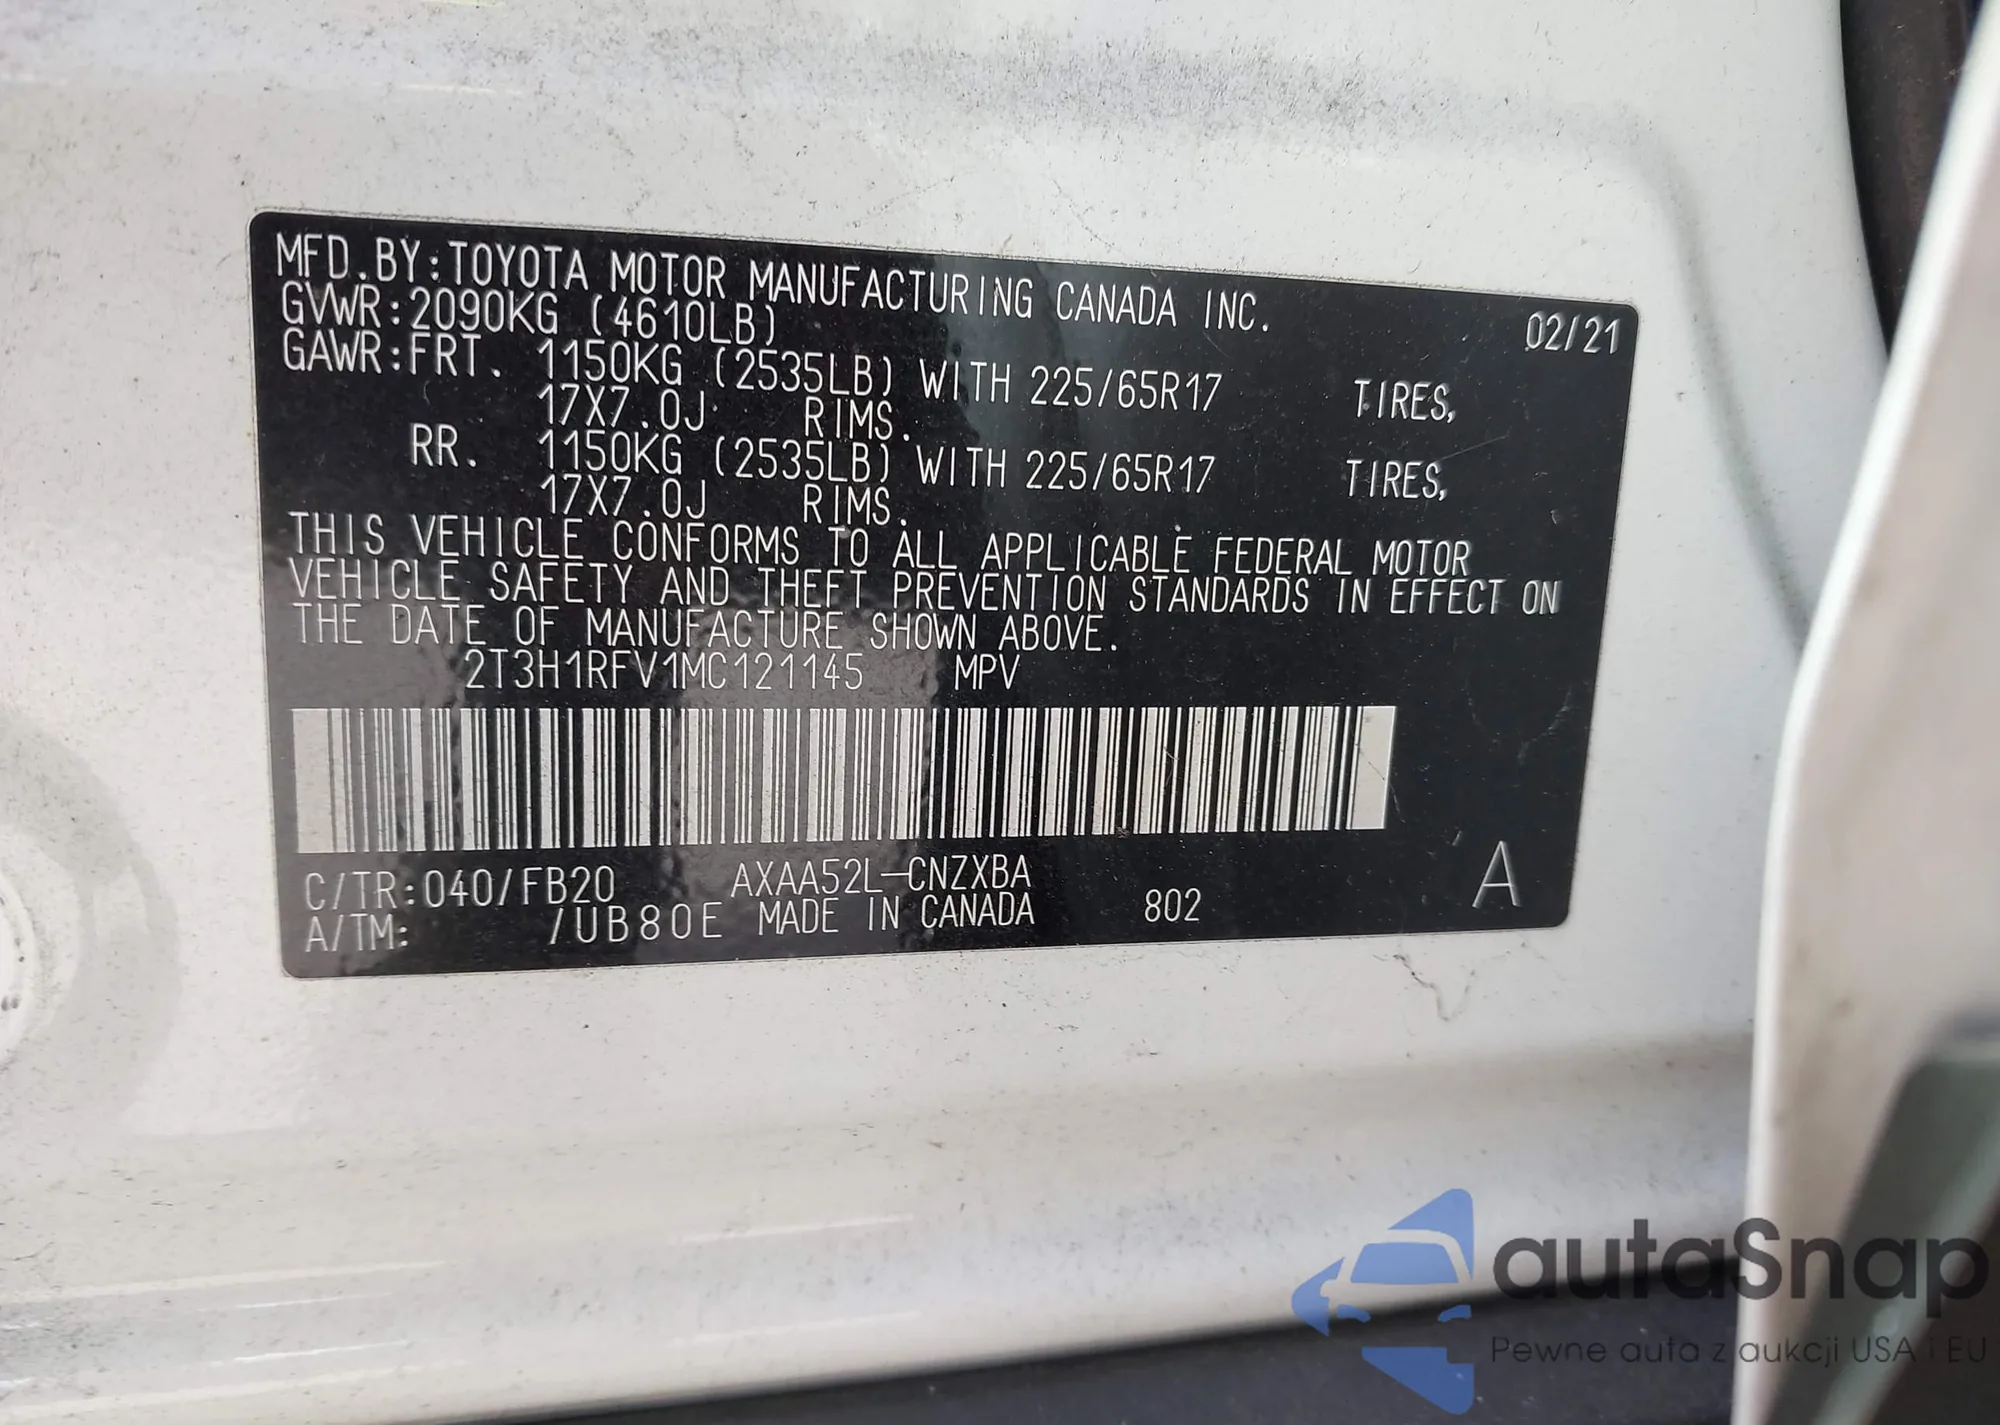 MFD.BY:TOYOTA MOTOR MANUFACTURING CANADA INC.
GVWR:2090KG (4610LB) 02/21
GAWR:FRT. 1150KG (2535LB) WITH 225/65R17 TIRES,
17X7.0J RIMS.
RR. 1150KG (2535LB) WITH 225/65R17 TIRES,
17X7.0J RIMS.
THIS VEHICLE CONFORMS TO ALL APPLICABLE FEDERAL MOTOR
VEHICLE SAFETY AND THEFT PREVENTION STANDARDS IN EFFECT ON
THE DATE OF MANUFACTURE SHOWN ABOVE.
2T3H1RFV1MC121145 MPV
C/TR:040/FB20 AXAA52L-CNZXBA
A/TM: /UB80E MADE IN CANADA 802 A
autaSnap
Pewne auta z aukcji USA i EU